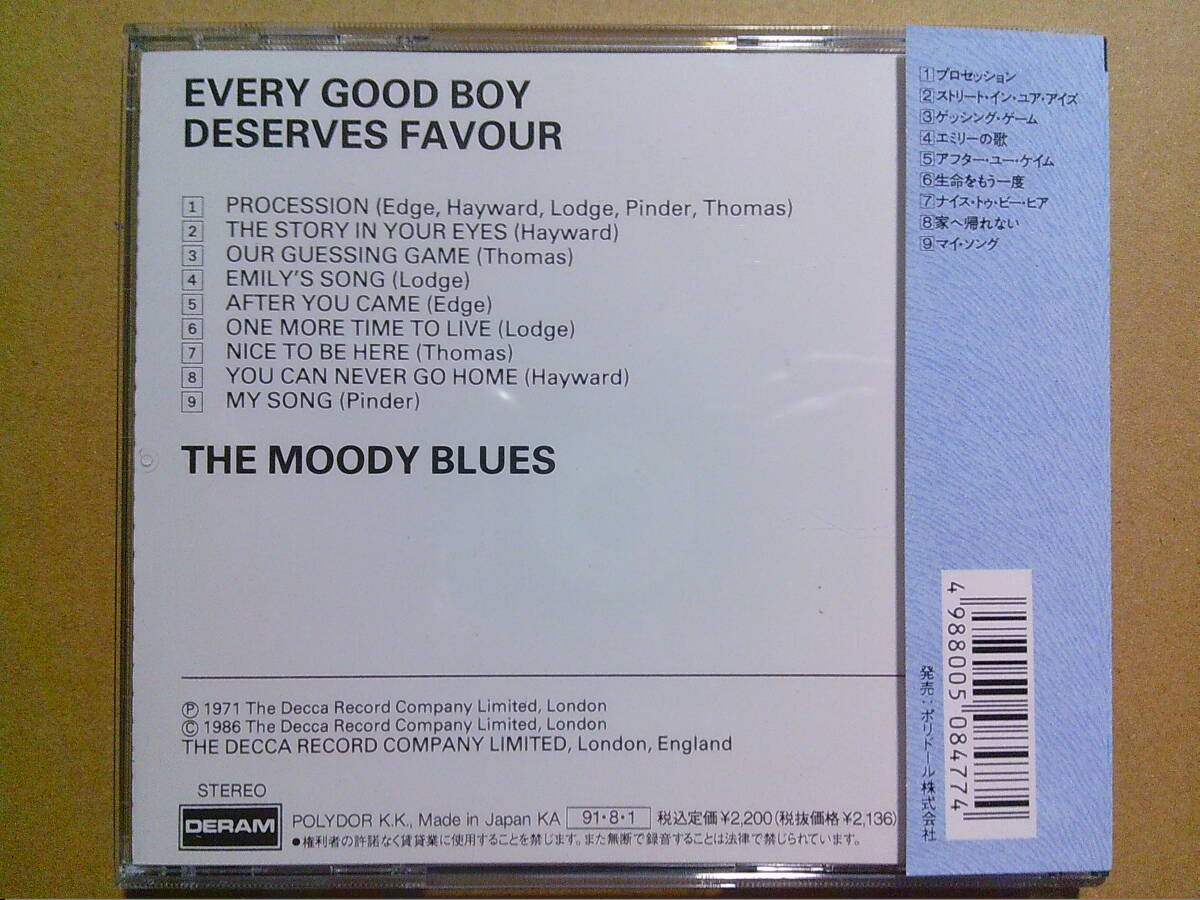 EVERY GOOD BOY
DESERVES FAVOUR
1 PROCESSION (Edge, Hayward, Lodge, Pinder, Thomas)
2 THE STORY IN YOUR EYES (Hayward)
3 OUR GUESSING GAME (Thomas)
4 EMILY'S SONG (Lodge)
5 AFTER YOU CAME (Edge)
6 ONE MORE TIME TO LIVE (Lodge)
7 NICE TO BE HERE (Thomas)
8 YOU CAN NEVER GO HOME (Hayward)
9 MY SONG (Pinder)
THE MOODY BLUES
Ⓟ 1971 The Decca Record Company Limited, London
© 1986 The Decca Record Company Limited, London
THE DECCA RECORD COMPANY LIMITED, London, England
STEREO
DERAM
POLYDOR K.K., Made in Japan KA 91・8・1 税込定価¥2,200(税抜価格¥2,136)
●権利者の許諾なく賃貸業に使用することを禁じます。また無断で録音することは法律で禁じられています。
1プロセッション
2ストリート・イン・ユア・アイズ
3ゲッシング・ゲーム
4エミリーの歌
5アフター・ユー・ケイム
6生命をもう一度
7ナイス・トゥ・ビー・ヒア
8家へ帰れない
9マイ・ソング
4 988005 084774
発売:ポリドール株式会社